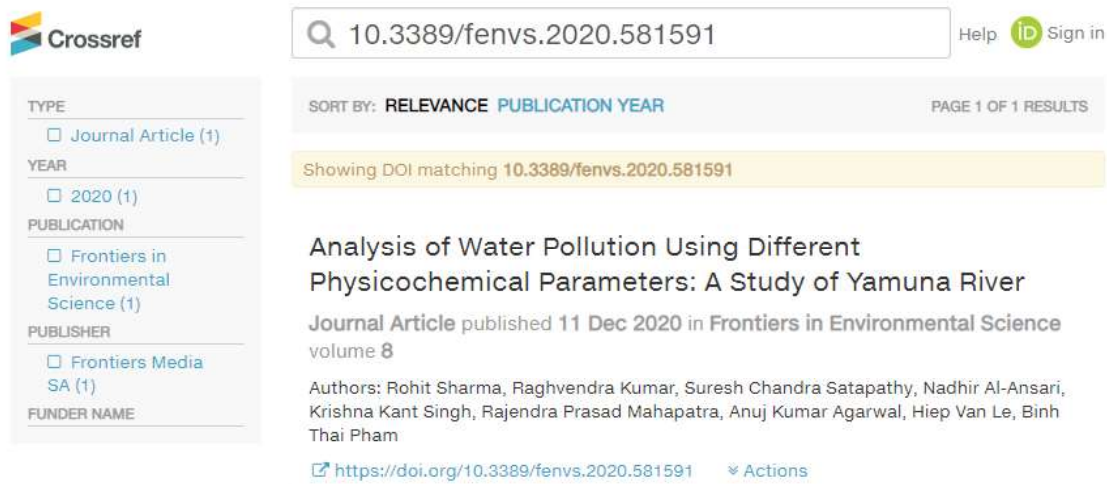 Crossref
10.3389/fenvs.2020.581591
Help iD Sign in
TYPE
Journal Article (1)
YEAR
2020 (1)
PUBLICATION
Frontiers in
Environmental
Science (1)
PUBLISHER
Frontiers Media
SA (1)
FUNDER NAME
SORT BY: RELEVANCE PUBLICATION YEAR
PAGE 1 OF 1 RESULTS
Showing DOI matching 10.3389/fenvs.2020.581591
Analysis of Water Pollution Using Different
Physicochemical Parameters: A Study of Yamuna River
Journal Article published 11 Dec 2020 in Frontiers in Environmental Science
volume 8
Authors: Rohit Sharma, Raghvendra Kumar, Suresh Chandra Satapathy, Nadhir Al-Ansari,
Krishna Kant Singh, Rajendra Prasad Mahapatra, Anuj Kumar Agarwal, Hiep Van Le, Binh
Thai Pham
https://doi.org/10.3389/fenvs.2020.581591 Actions